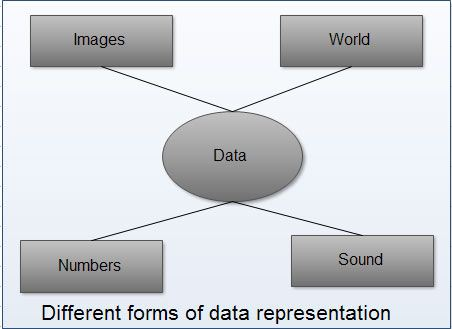 Images
World
Data
Numbers
Sound
Different forms of data representation